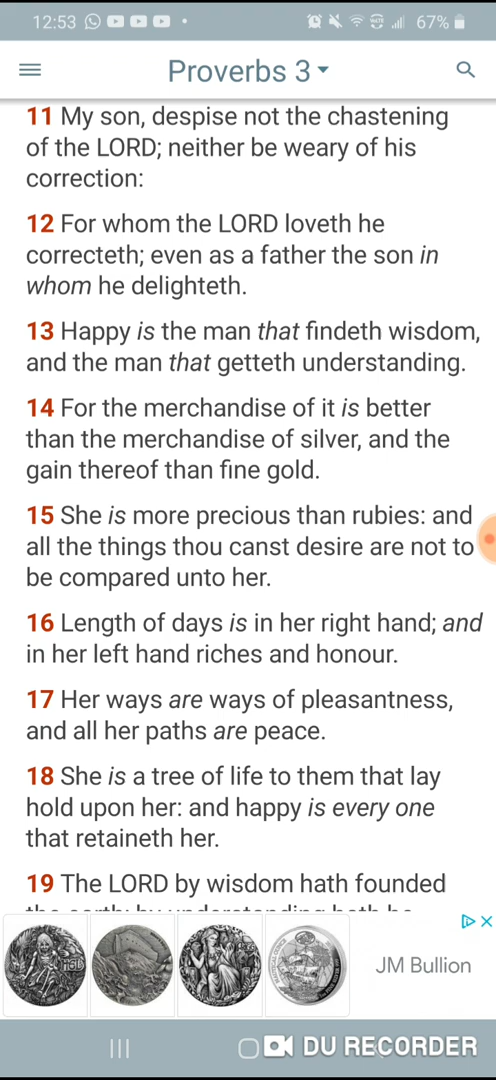 12:53 67%
Proverbs 3
11 My son, despise not the chastening
of the LORD; neither be weary of his
correction:
12 For whom the LORD loveth he
correcteth; even as a father the son in
whom he delighteth.
13 Happy is the man that findeth wisdom,
and the man that getteth understanding.
14 For the merchandise of it is better
than the merchandise of silver, and the
gain thereof than fine gold.
15 She is more precious than rubies: and
all the things thou canst desire are not to
be compared unto her.
16 Length of days is in her right hand; and
in her left hand riches and honour.
17 Her ways are ways of pleasantness,
and all her paths are peace.
18 She is a tree of life to them that lay
hold upon her: and happy is every one
that retaineth her.
19 The LORD by wisdom hath founded
JM Bullion
DU RECORDER